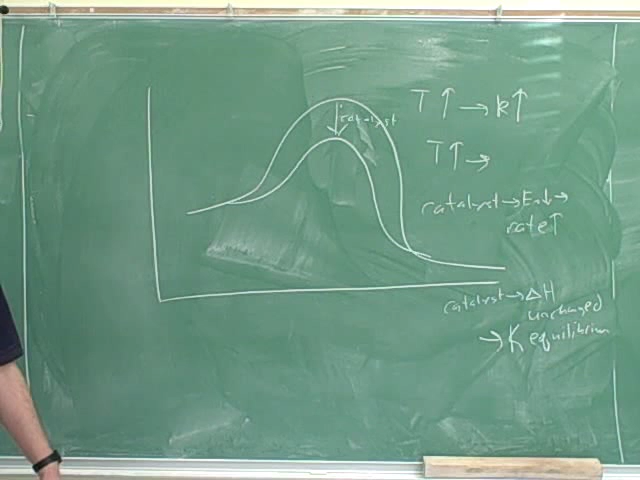 catalyst
T↑ → k↑
T↑ →
catalyst → Ea↓ →
rate↑
catalyst → ΔH
unchanged
→ K equilibrium